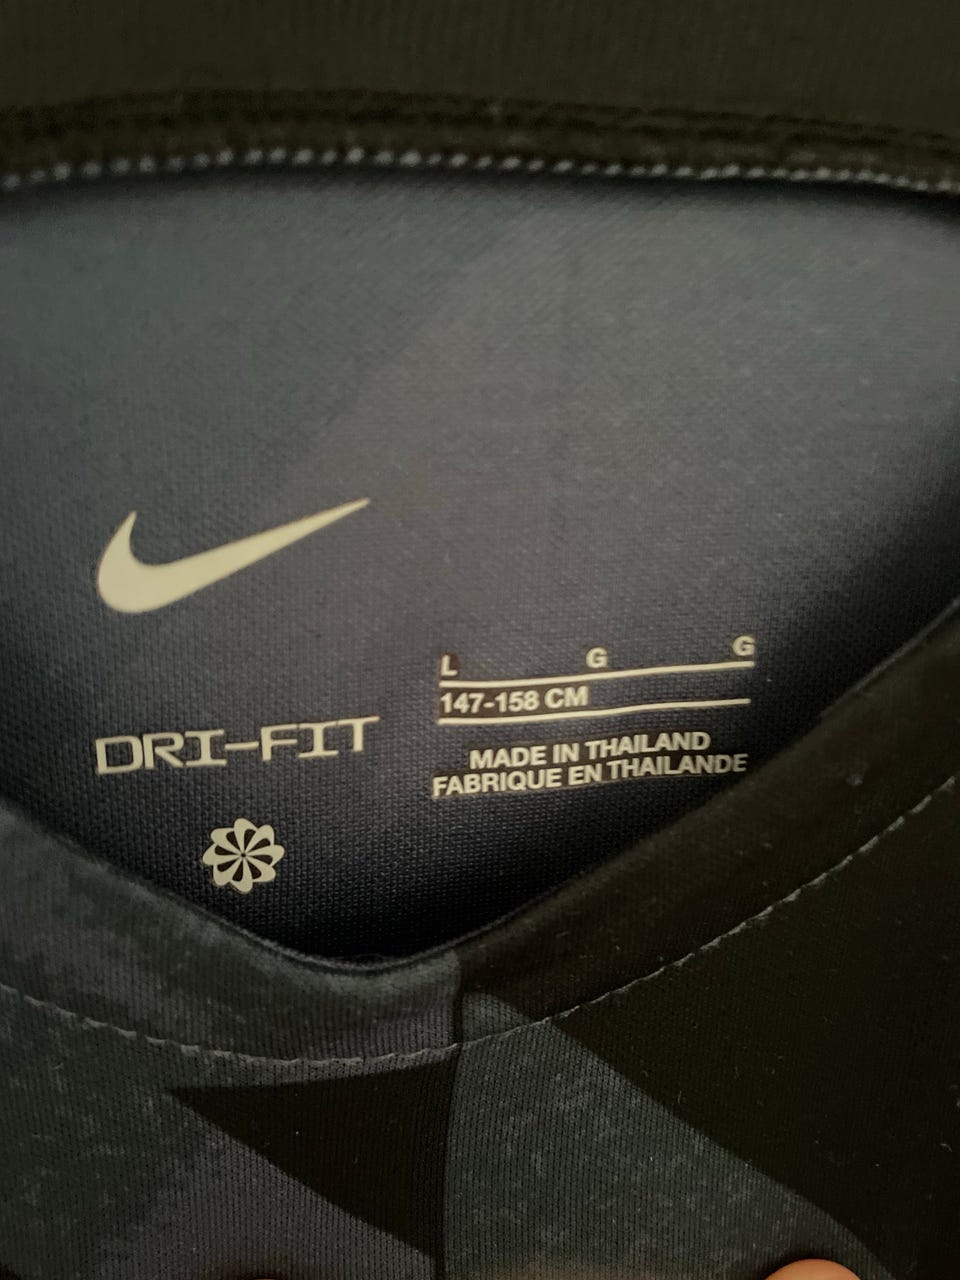 L G G
147-158 CM
DRI-FIT
MADE IN THAILAND
FABRIQUE EN THAILANDE